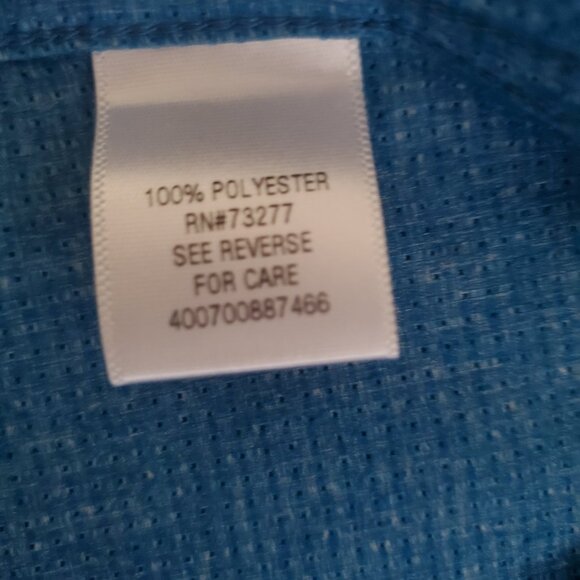 100% POLYESTER
RN#73277
SEE REVERSE
FOR CARE
400700887466